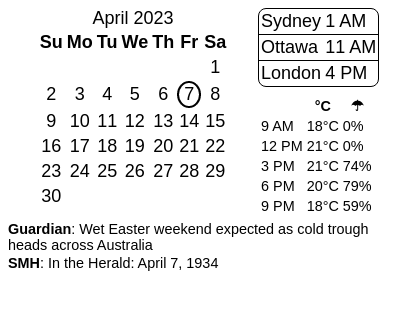 April 2023
Su Mo Tu We Th Fr Sa
1
2 3 4 5 6 7 8
9 10 11 12 13 14 15
16 17 18 19 20 21 22
23 24 25 26 27 28 29
30
Sydney 1 AM
Ottawa 11 AM
London 4 PM
°C ☂
9 AM 18°C 0%
12 PM 21°C 0%
3 PM 21°C 74%
6 PM 20°C 79%
9 PM 18°C 59%
Guardian: Wet Easter weekend expected as cold trough
heads across Australia
SMH: In the Herald: April 7, 1934